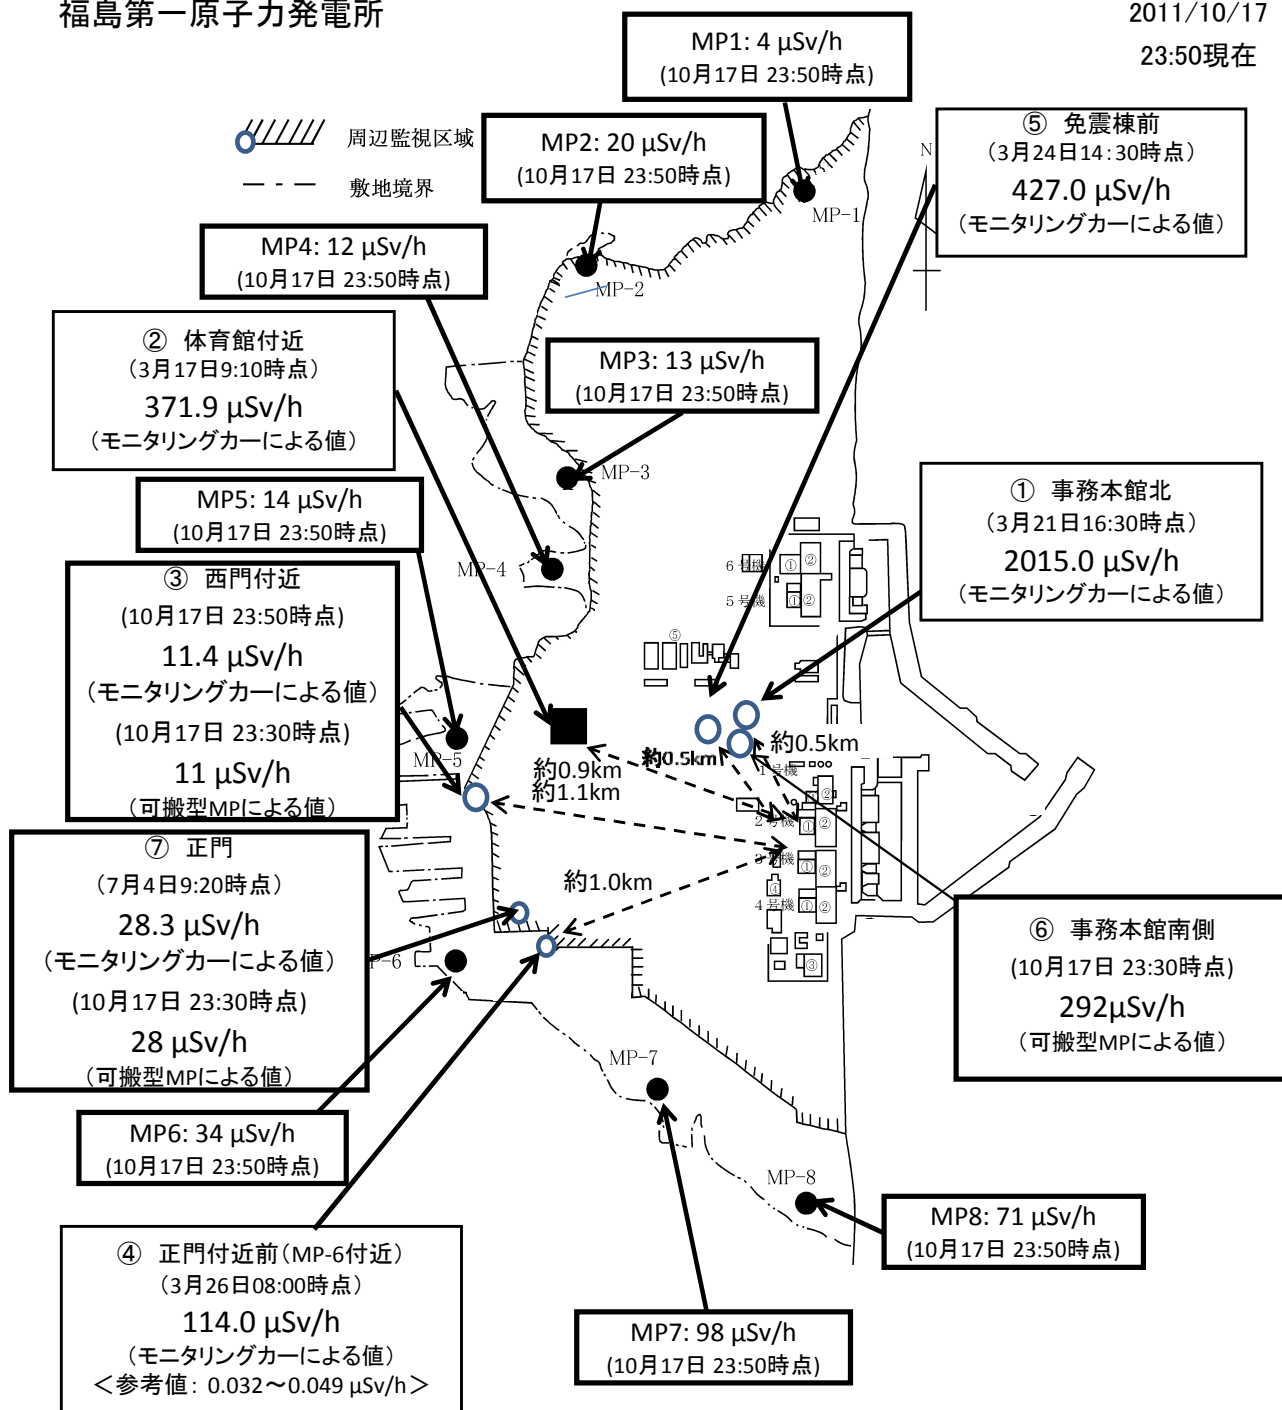 福島第一原子力発電所
2011/10/17
23:50現在
MP1: 4 μSv/h
(10月17日 23:50時点)
周辺監視区域
敷地境界
MP2: 20 μSv/h
(10月17日 23:50時点)
⑤ 免震棟前
(3月24日14:30時点)
427.0 μSv/h
(モニタリングカーによる値)
N
MP-1
MP4: 12 μSv/h
(10月17日 23:50時点)
MP-2
② 体育館付近
(3月17日9:10時点)
371.9 μSv/h
(モニタリングカーによる値)
MP3: 13 μSv/h
(10月17日 23:50時点)
MP-3
MP5: 14 μSv/h
(10月17日 23:50時点)
① 事務本館北
(3月21日16:30時点)
2015.0 μSv/h
(モニタリングカーによる値)
MP-4
③ 西門付近
(10月17日 23:50時点)
11.4 μSv/h
(モニタリングカーによる値)
(10月17日 23:30時点)
11 μSv/h
(可搬型MPによる値)
6号機
① ②
5号機
① ②
⑤
MP-5
約0.9km
約1.1km
約0.5km
約0.5km
1号機
②
2号機
① ②
3号機
① ②
④
4号機
① ②
③
約1.0km
⑦ 正門
(7月4日9:20時点)
28.3 μSv/h
(モニタリングカーによる値)
(10月17日 23:30時点)
28 μSv/h
(可搬型MPによる値)
P-6
⑥ 事務本館南側
(10月17日 23:30時点)
292μSv/h
(可搬型MPによる値)
MP-7
MP6: 34 μSv/h
(10月17日 23:50時点)
MP-8
MP8: 71 μSv/h
(10月17日 23:50時点)
④ 正門付近前(MP-6付近)
(3月26日08:00時点)
114.0 μSv/h
(モニタリングカーによる値)
<参考値: 0.032～0.049 μSv/h>
MP7: 98 μSv/h
(10月17日 23:50時点)